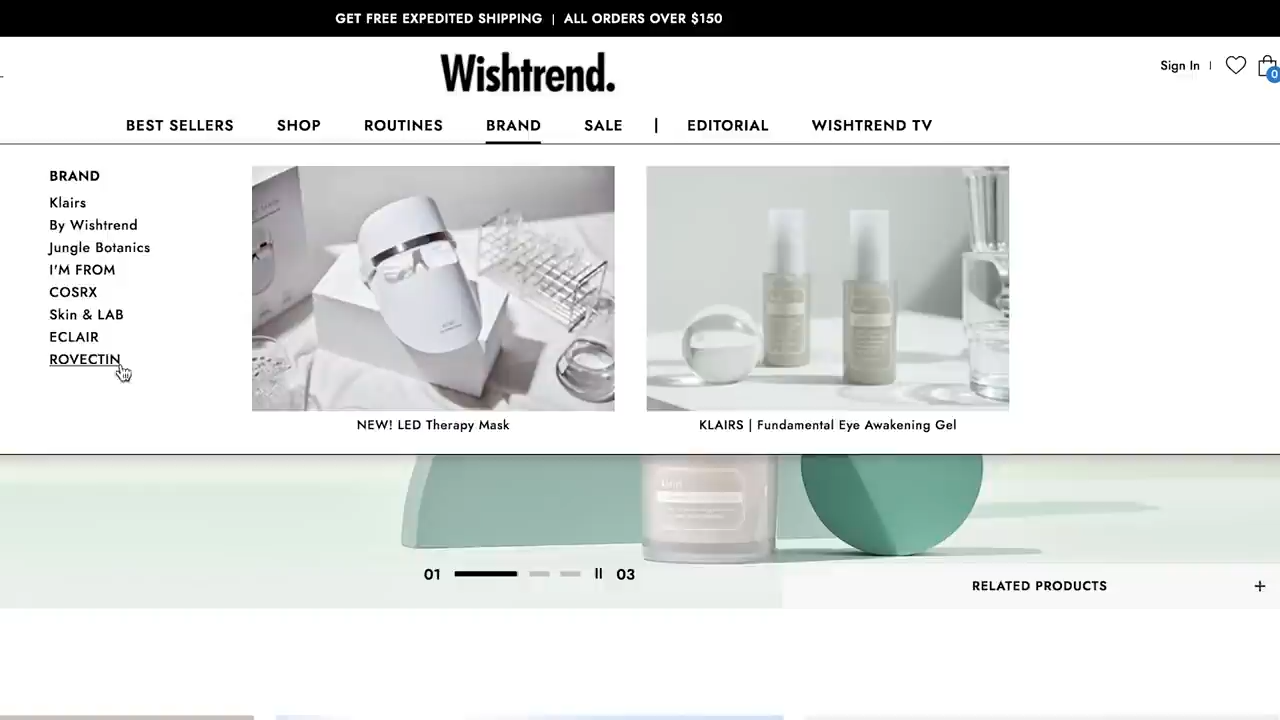 GET FREE EXPEDITED SHIPPING | ALL ORDERS OVER $150
Wishtrend.
Sign In |
0
BEST SELLERS SHOP ROUTINES BRAND SALE | EDITORIAL WISHTREND TV
BRAND
Klairs
By Wishtrend
Jungle Botanics
I'M FROM
COSRX
Skin & LAB
ECLAIR
ROVECTIN
NEW! LED Therapy Mask
KLAIRS | Fundamental Eye Awakening Gel
01 03
RELATED PRODUCTS +